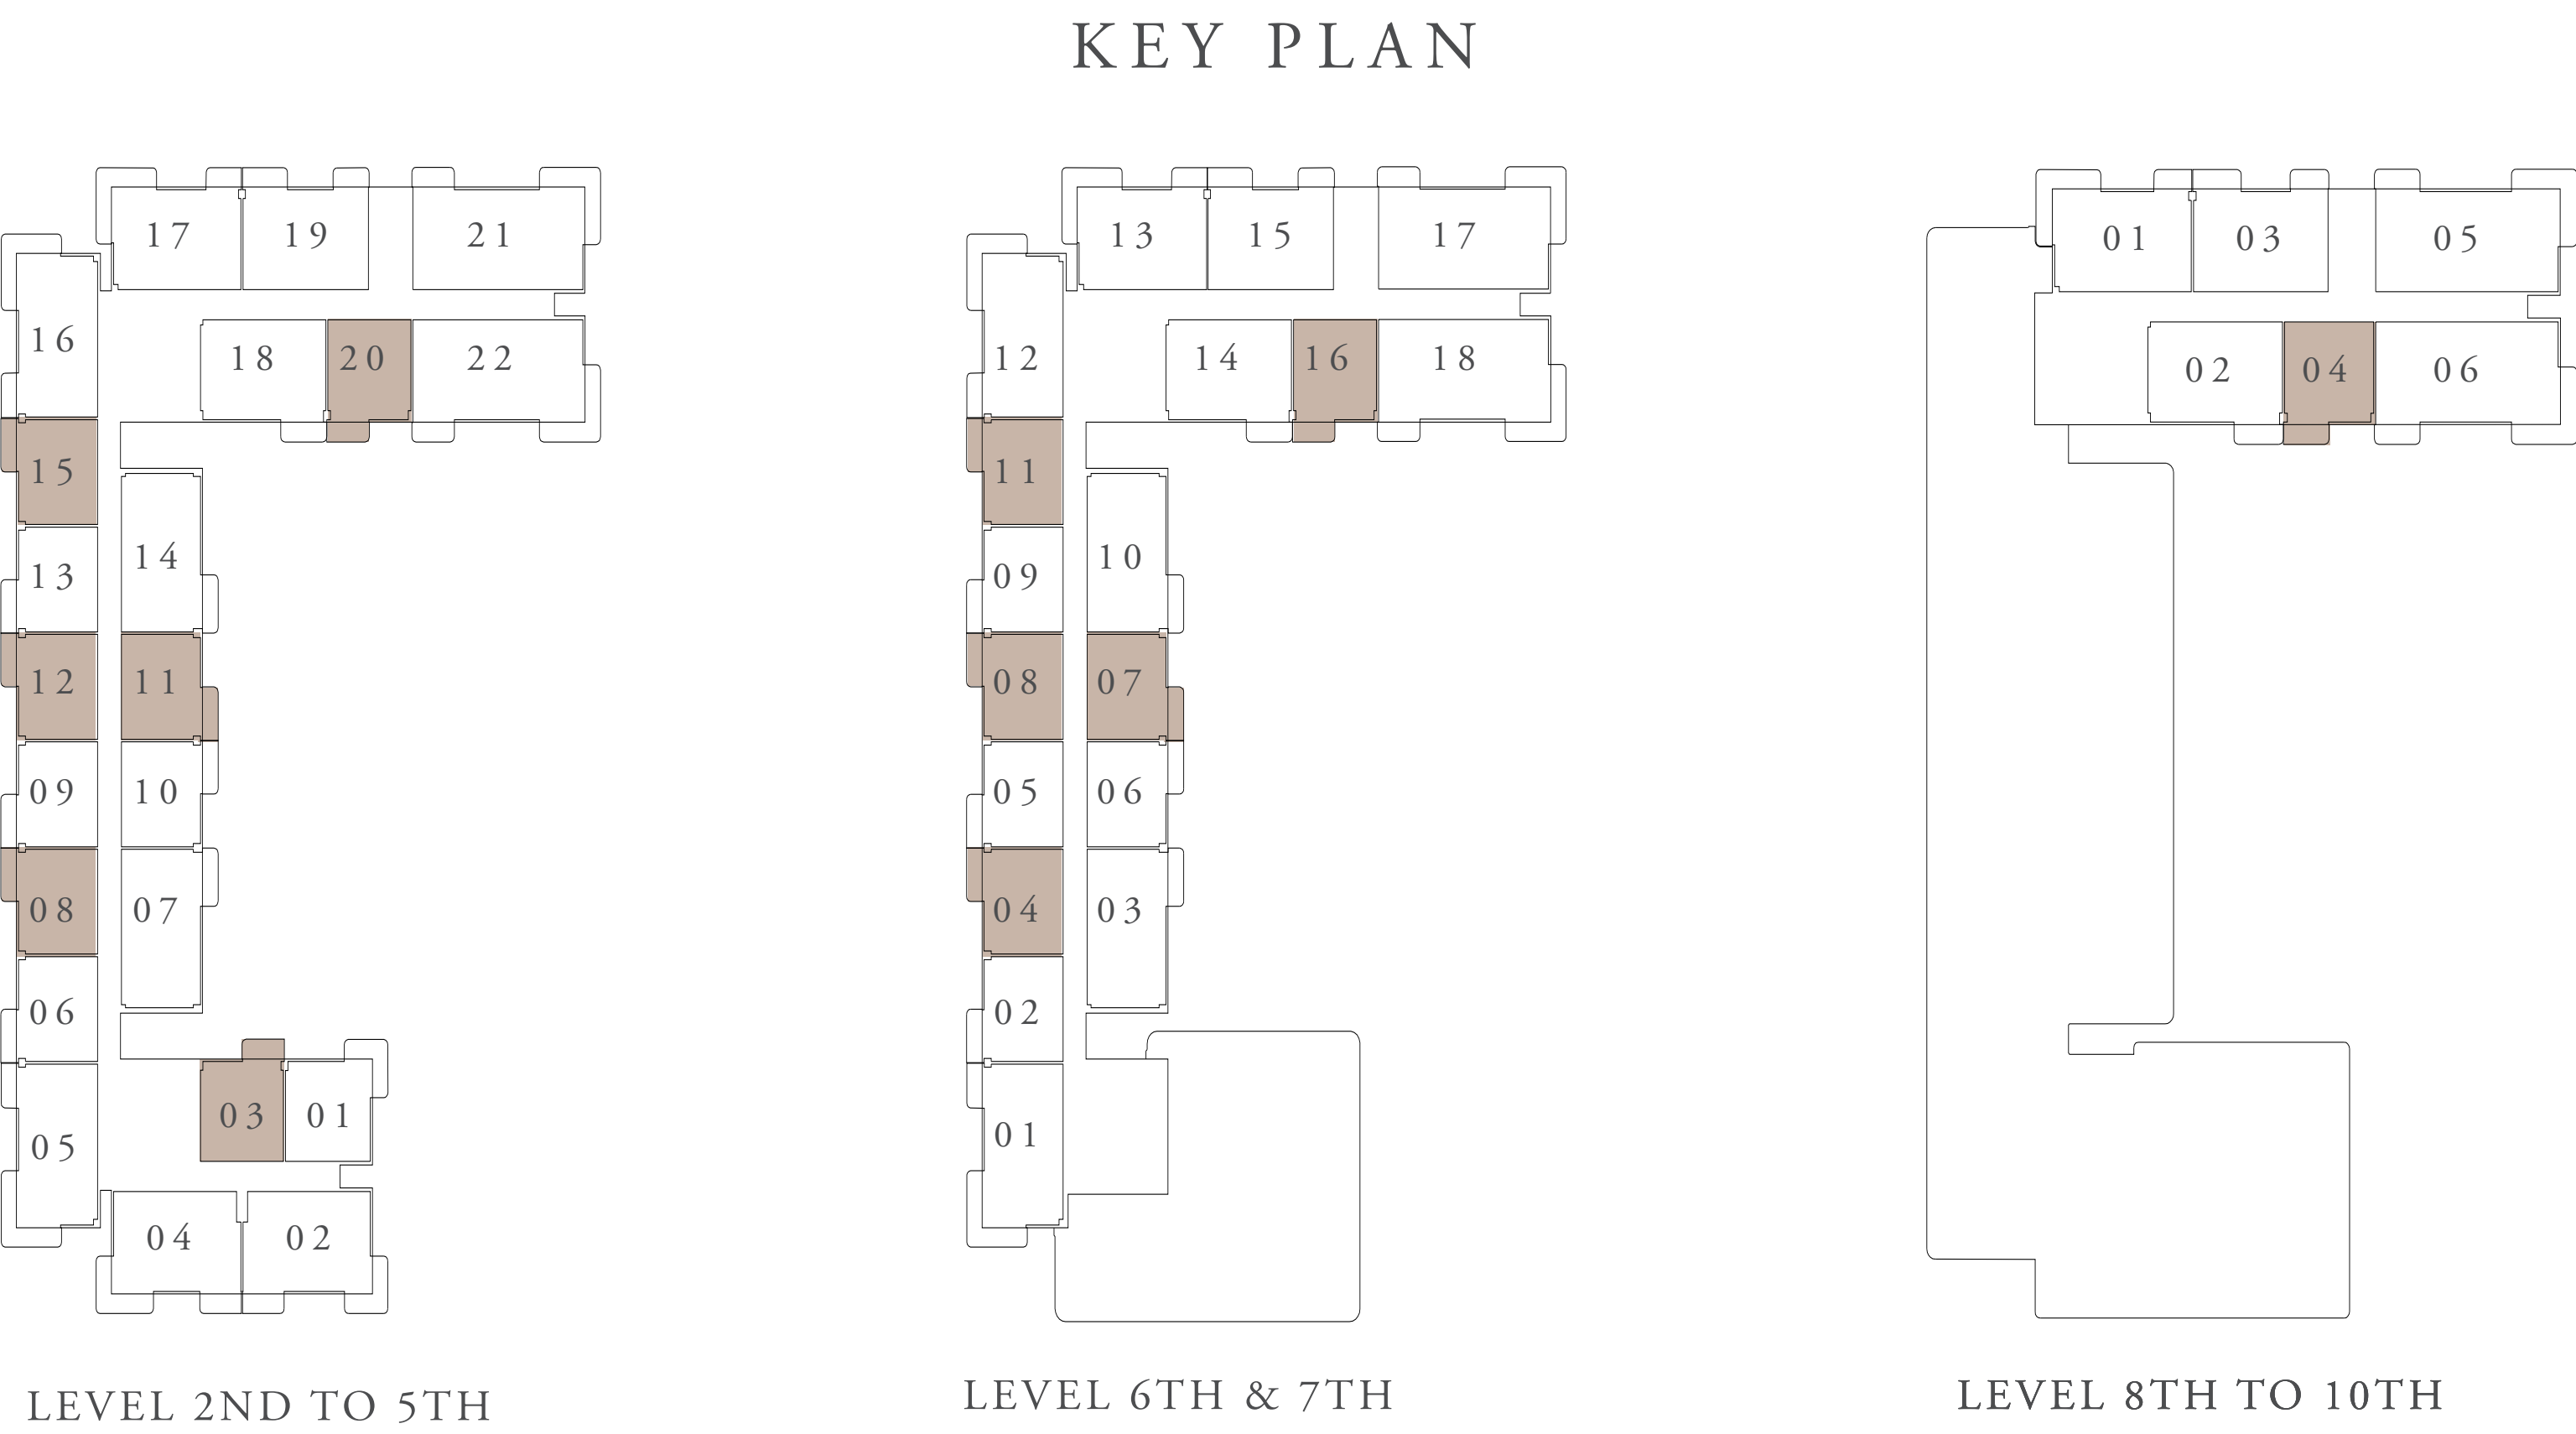 KEY PLAN
17 19 21
16
18 20 22
15
14
13
12 11
09 10
08 07
06
03 01
05
04 02
LEVEL 2ND TO 5TH
13 15 17
12
14 16 18
11
10
09
08 07
05 06
04 03
02
01
LEVEL 6TH & 7TH
01 03 05
02 04 06
LEVEL 8TH TO 10TH